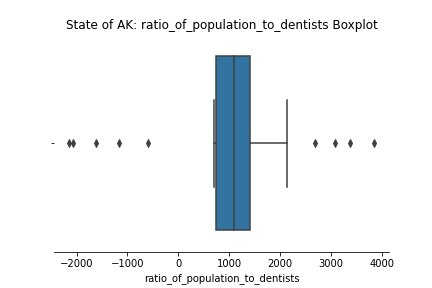 State of AK: ratio_of_population_to_dentists Boxplot
−2000 −1000 0 1000 2000 3000 4000
ratio_of_population_to_dentists